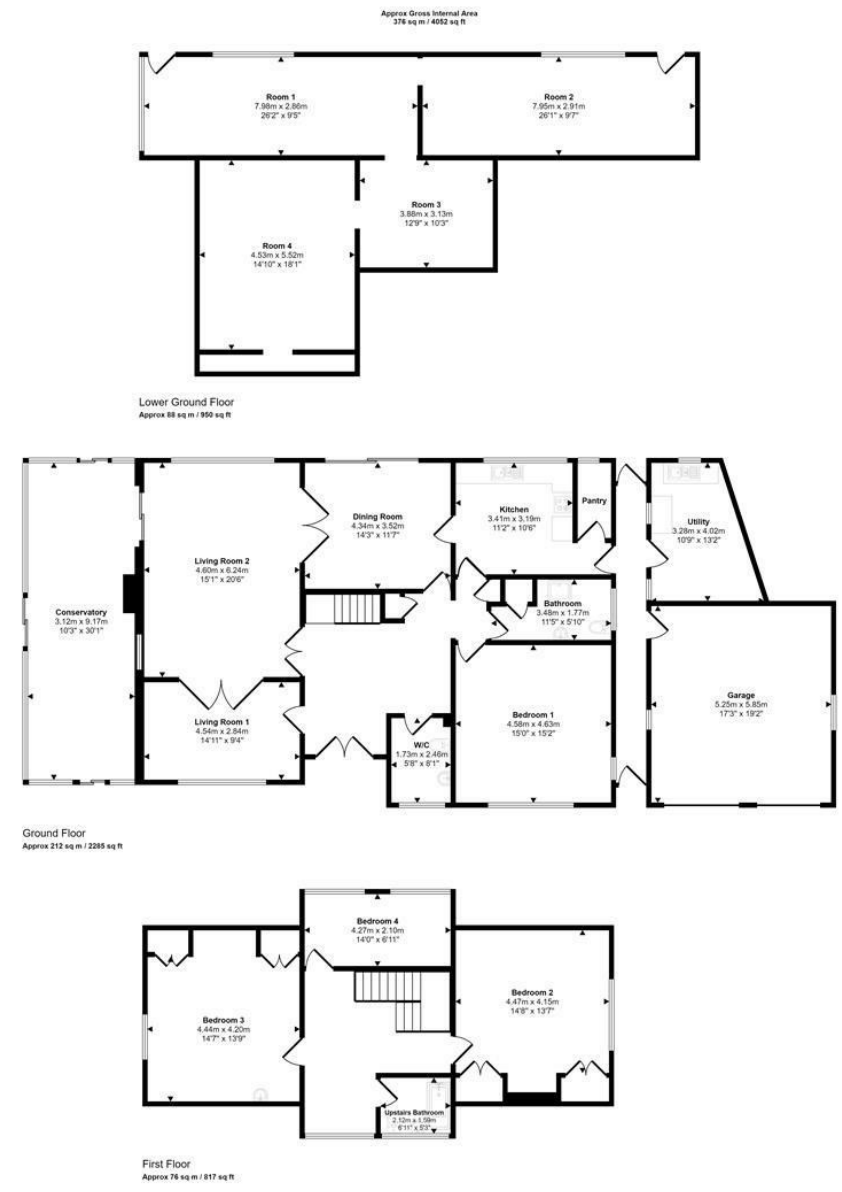 Approx Gross Internal Area
376 sq m / 4052 sq ft
Room 1
7.98m x 2.86m
26'2" x 9'5"
Room 2
7.95m x 2.91m
26'1" x 9'7"
Room 3
3.88m x 3.13m
12'9" x 10'3"
Room 4
4.53m x 5.52m
14'10" x 18'1"
Lower Ground Floor
Approx 88 sq m / 950 sq ft
Conservatory
3.12m x 9.17m
10'3" x 30'1"
Living Room 2
4.60m x 6.24m
15'1" x 20'6"
Dining Room
4.34m x 3.52m
14'3" x 11'7"
Kitchen
3.41m x 3.19m
11'2" x 10'6"
Pantry
Utility
3.28m x 4.02m
10'9" x 13'2"
Bathroom
3.48m x 1.77m
11'5" x 5'10"
Living Room 1
4.54m x 2.84m
14'11" x 9'4"
W/C
1.73m x 2.46m
5'8" x 8'1"
Bedroom 1
4.58m x 4.63m
15'0" x 15'2"
Garage
5.25m x 5.85m
17'3" x 19'2"
Ground Floor
Approx 212 sq m / 2285 sq ft
Bedroom 4
4.27m x 2.10m
14'0" x 6'11"
Bedroom 3
4.44m x 4.20m
14'7" x 13'9"
Bedroom 2
4.47m x 4.15m
14'8" x 13'7"
Upstairs Bathroom
2.12m x 1.59m
6'11" x 5'3"
First Floor
Approx 76 sq m / 817 sq ft